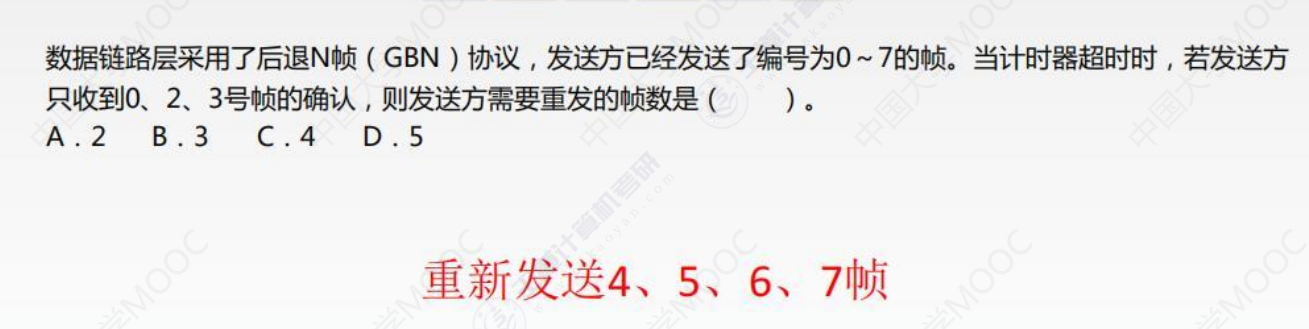 数据链路层采用了后退N帧（GBN）协议，发送方已经发送了编号为0～7的帧。当计时器超时时，若发送方
只收到0、2、3号帧的确认，则发送方需要重发的帧数是（　　）。
A．2　B．3　C．4　D．5
重新发送4、5、6、7帧